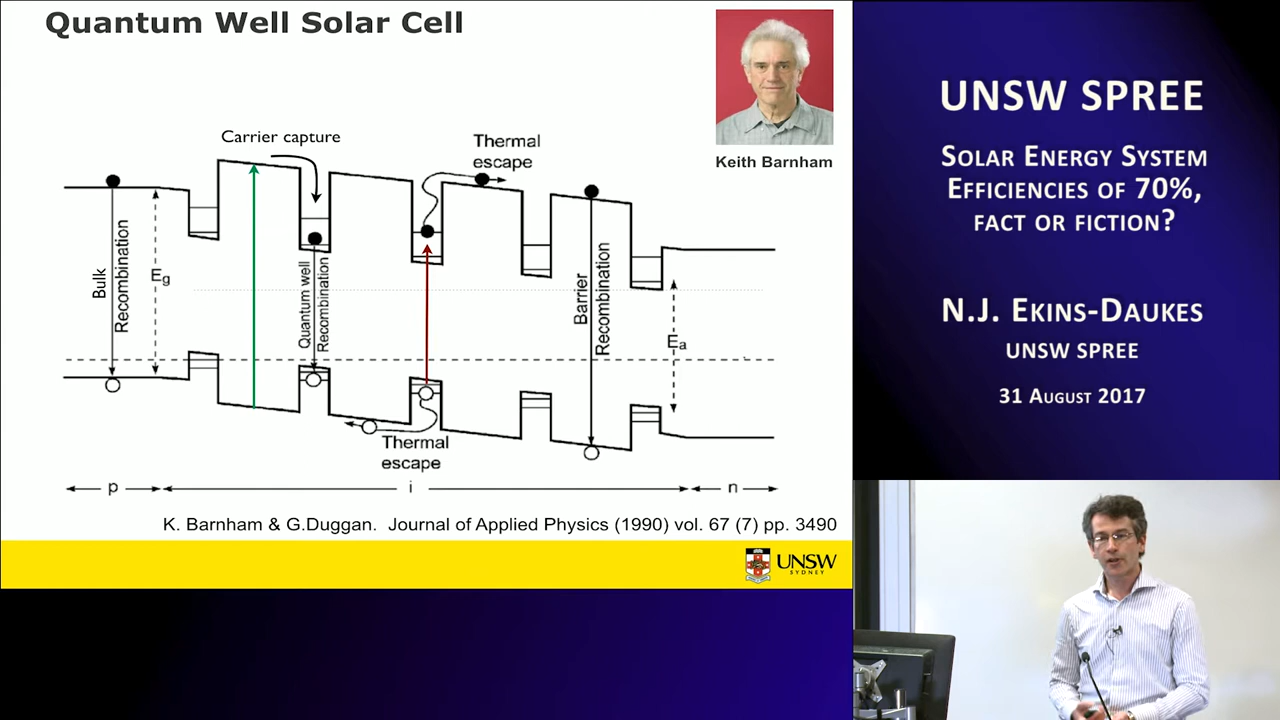 Quantum Well Solar Cell
Keith Barnham
Carrier capture
Thermal
escape
Bulk
Recombination
Eg
Quantum well
Recombination
Barrier
Recombination
Ea
Thermal
escape
p
i
n
K. Barnham & G.Duggan. Journal of Applied Physics (1990) vol. 67 (7) pp. 3490
UNSW
SYDNEY
UNSW SPREE
Solar Energy System
Efficiencies of 70%,
fact or fiction?
N.J. Ekins-Daukes
UNSW SPREE
31 August 2017